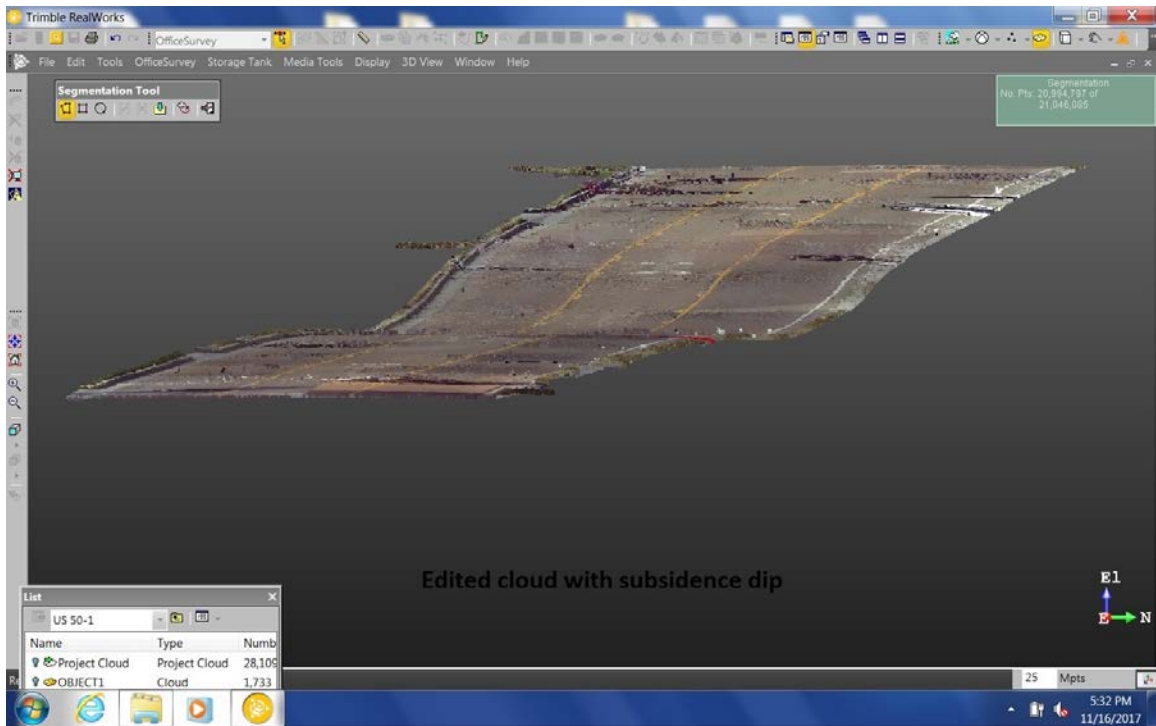 Trimble RealWorks
OfficeSurvey
File Edit Tools OfficeSurvey Storage Tank Media Tools Display 3D View Window Help
Segmentation Tool
Segmentation
No. Pts: 20,994,797 of
21,046,005
Edited cloud with subsidence dip
El
E N
List
US 50-1
Name Type Numb
Project Cloud Project Cloud 28,109
OBJECT1 Cloud 1,733
Re
25 Mpts
5:32 PM
11/16/2017